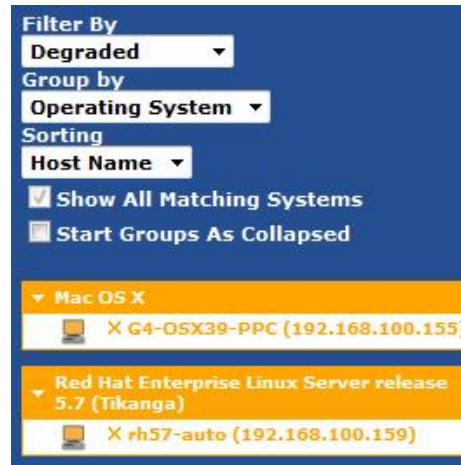 Filter By
Degraded
Group by
Operating System
Sorting
Host Name
Show All Matching Systems
Start Groups As Collapsed
Mac OS X
G4-OSX39-PPC (192.168.100.155)
Red Hat Enterprise Linux Server release
5.7 (Tikanga)
rh57-auto (192.168.100.159)